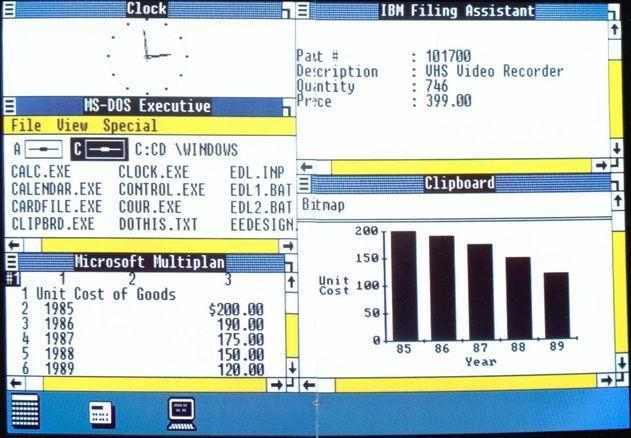 Clock
MS-DOS Executive
File View Special
A C C:CD \WINDOWS
CALC.EXE CLOCK.EXE EDL.INP
CALENDAR.EXE CONTROL.EXE EDL1.BAT
CARDFILE.EXE COUR.EXE EDL2.BAT
CLIPBRD.EXE DOTHIS.TXT EEDESIGN.
Microsoft Multiplan
#1 1 2 3
1 Unit Cost of Goods
2 1985 $200.00
3 1986 190.00
4 1987 175.00
5 1988 150.00
6 1989 120.00
IBM Filing Assistant
Part # : 101700
Description : VHS Video Recorder
Quantity : 746
Price : 399.00
Clipboard
Bitmap
200
150
100
50
0
Unit
Cost
85 86 87 88 89
Year